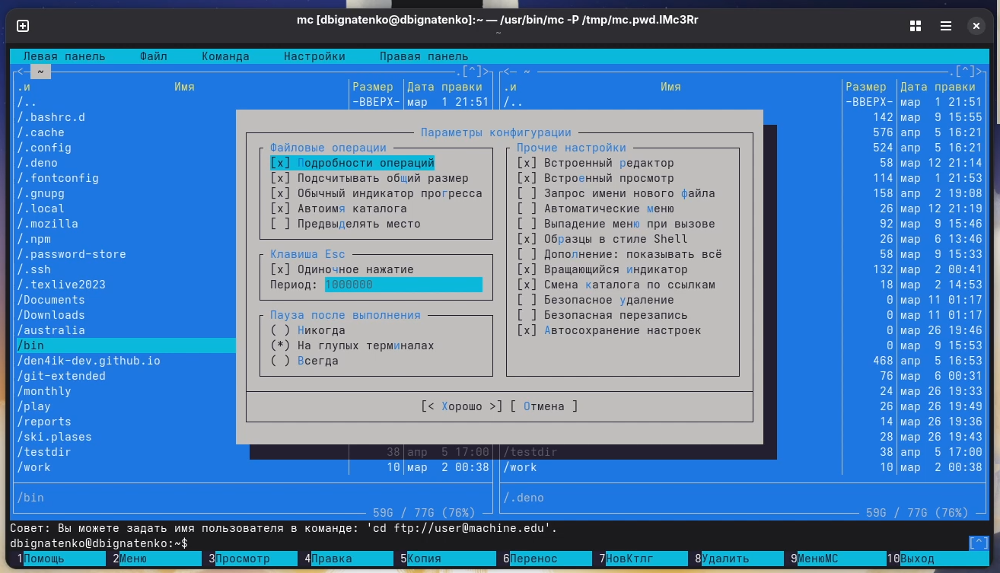 mc [dbignatenko@dbignatenko]:~ — /usr/bin/mc -P /tmp/mc.pwd.lMc3Rr
~
Левая панель Файл Команда Настройки Правая панель
<— ~ .[^]> <— ~ .[^]>
.и Имя Размер Дата правки .и Имя Размер Дата правки
/.. -ВВЕРХ- мар 1 21:51 /.. -ВВЕРХ- мар 1 21:51
/.bashrc.d 142 мар 9 15:55
/.cache Параметры конфигурации 576 апр 5 16:21
/.config Файловые операции Прочие настройки 524 апр 5 16:21
/.deno [x] Подробности операций [x] Встроенный редактор 58 мар 12 21:14
/.fontconfig [x] Подсчитывать общий размер [x] Встроенный просмотр 114 мар 1 21:53
/.gnupg [x] Обычный индикатор прогресса [ ] Запрос имени нового файла 158 апр 2 19:08
/.local [x] Автоимя каталога [ ] Автоматические меню 26 мар 12 21:19
/.mozilla [ ] Предвыделять место [ ] Выпадение меню при вызове 92 мар 9 15:46
/.npm [x] Образцы в стиле Shell 26 мар 6 13:46
/.password-store Клавиша Esc [ ] Дополнение: показывать всё 58 мар 9 15:33
/.ssh [x] Одиночное нажатие [x] Вращающийся индикатор 132 мар 2 00:41
/.texlive2023 Период: 1000000 [x] Смена каталога по ссылкам 18 мар 2 14:53
/Documents [ ] Безопасное удаление 0 мар 11 01:17
/Downloads Пауза после выполнения [ ] Безопасная перезапись 0 мар 11 01:17
/australia ( ) Никогда [x] Автосохранение настроек 0 мар 26 19:46
/bin (*) На глупых терминалах 0 мар 9 15:53
/den4ik-dev.github.io ( ) Всегда 468 апр 5 16:53
/git-extended 76 мар 6 00:31
/monthly 24 мар 26 19:33
/play [< Хорошо >] [ Отмена ] 26 мар 26 19:49
/reports 14 мар 26 19:36
/ski.plases 28 мар 26 19:43
/testdir 38 апр 5 17:00 /testdir 38 апр 5 17:00
/work 10 мар 2 00:38 /work 10 мар 2 00:38
/bin /.deno
59G / 77G (76%) 59G / 77G (76%)
Совет: Вы можете задать имя пользователя в команде: 'cd ftp://user@machine.edu'.
dbignatenko@dbignatenko:~$ [^]
1Помощь 2Меню 3Просмотр 4Правка 5Копия 6Перенос 7НовКтлг 8Удалить 9МенюМС 10Выход